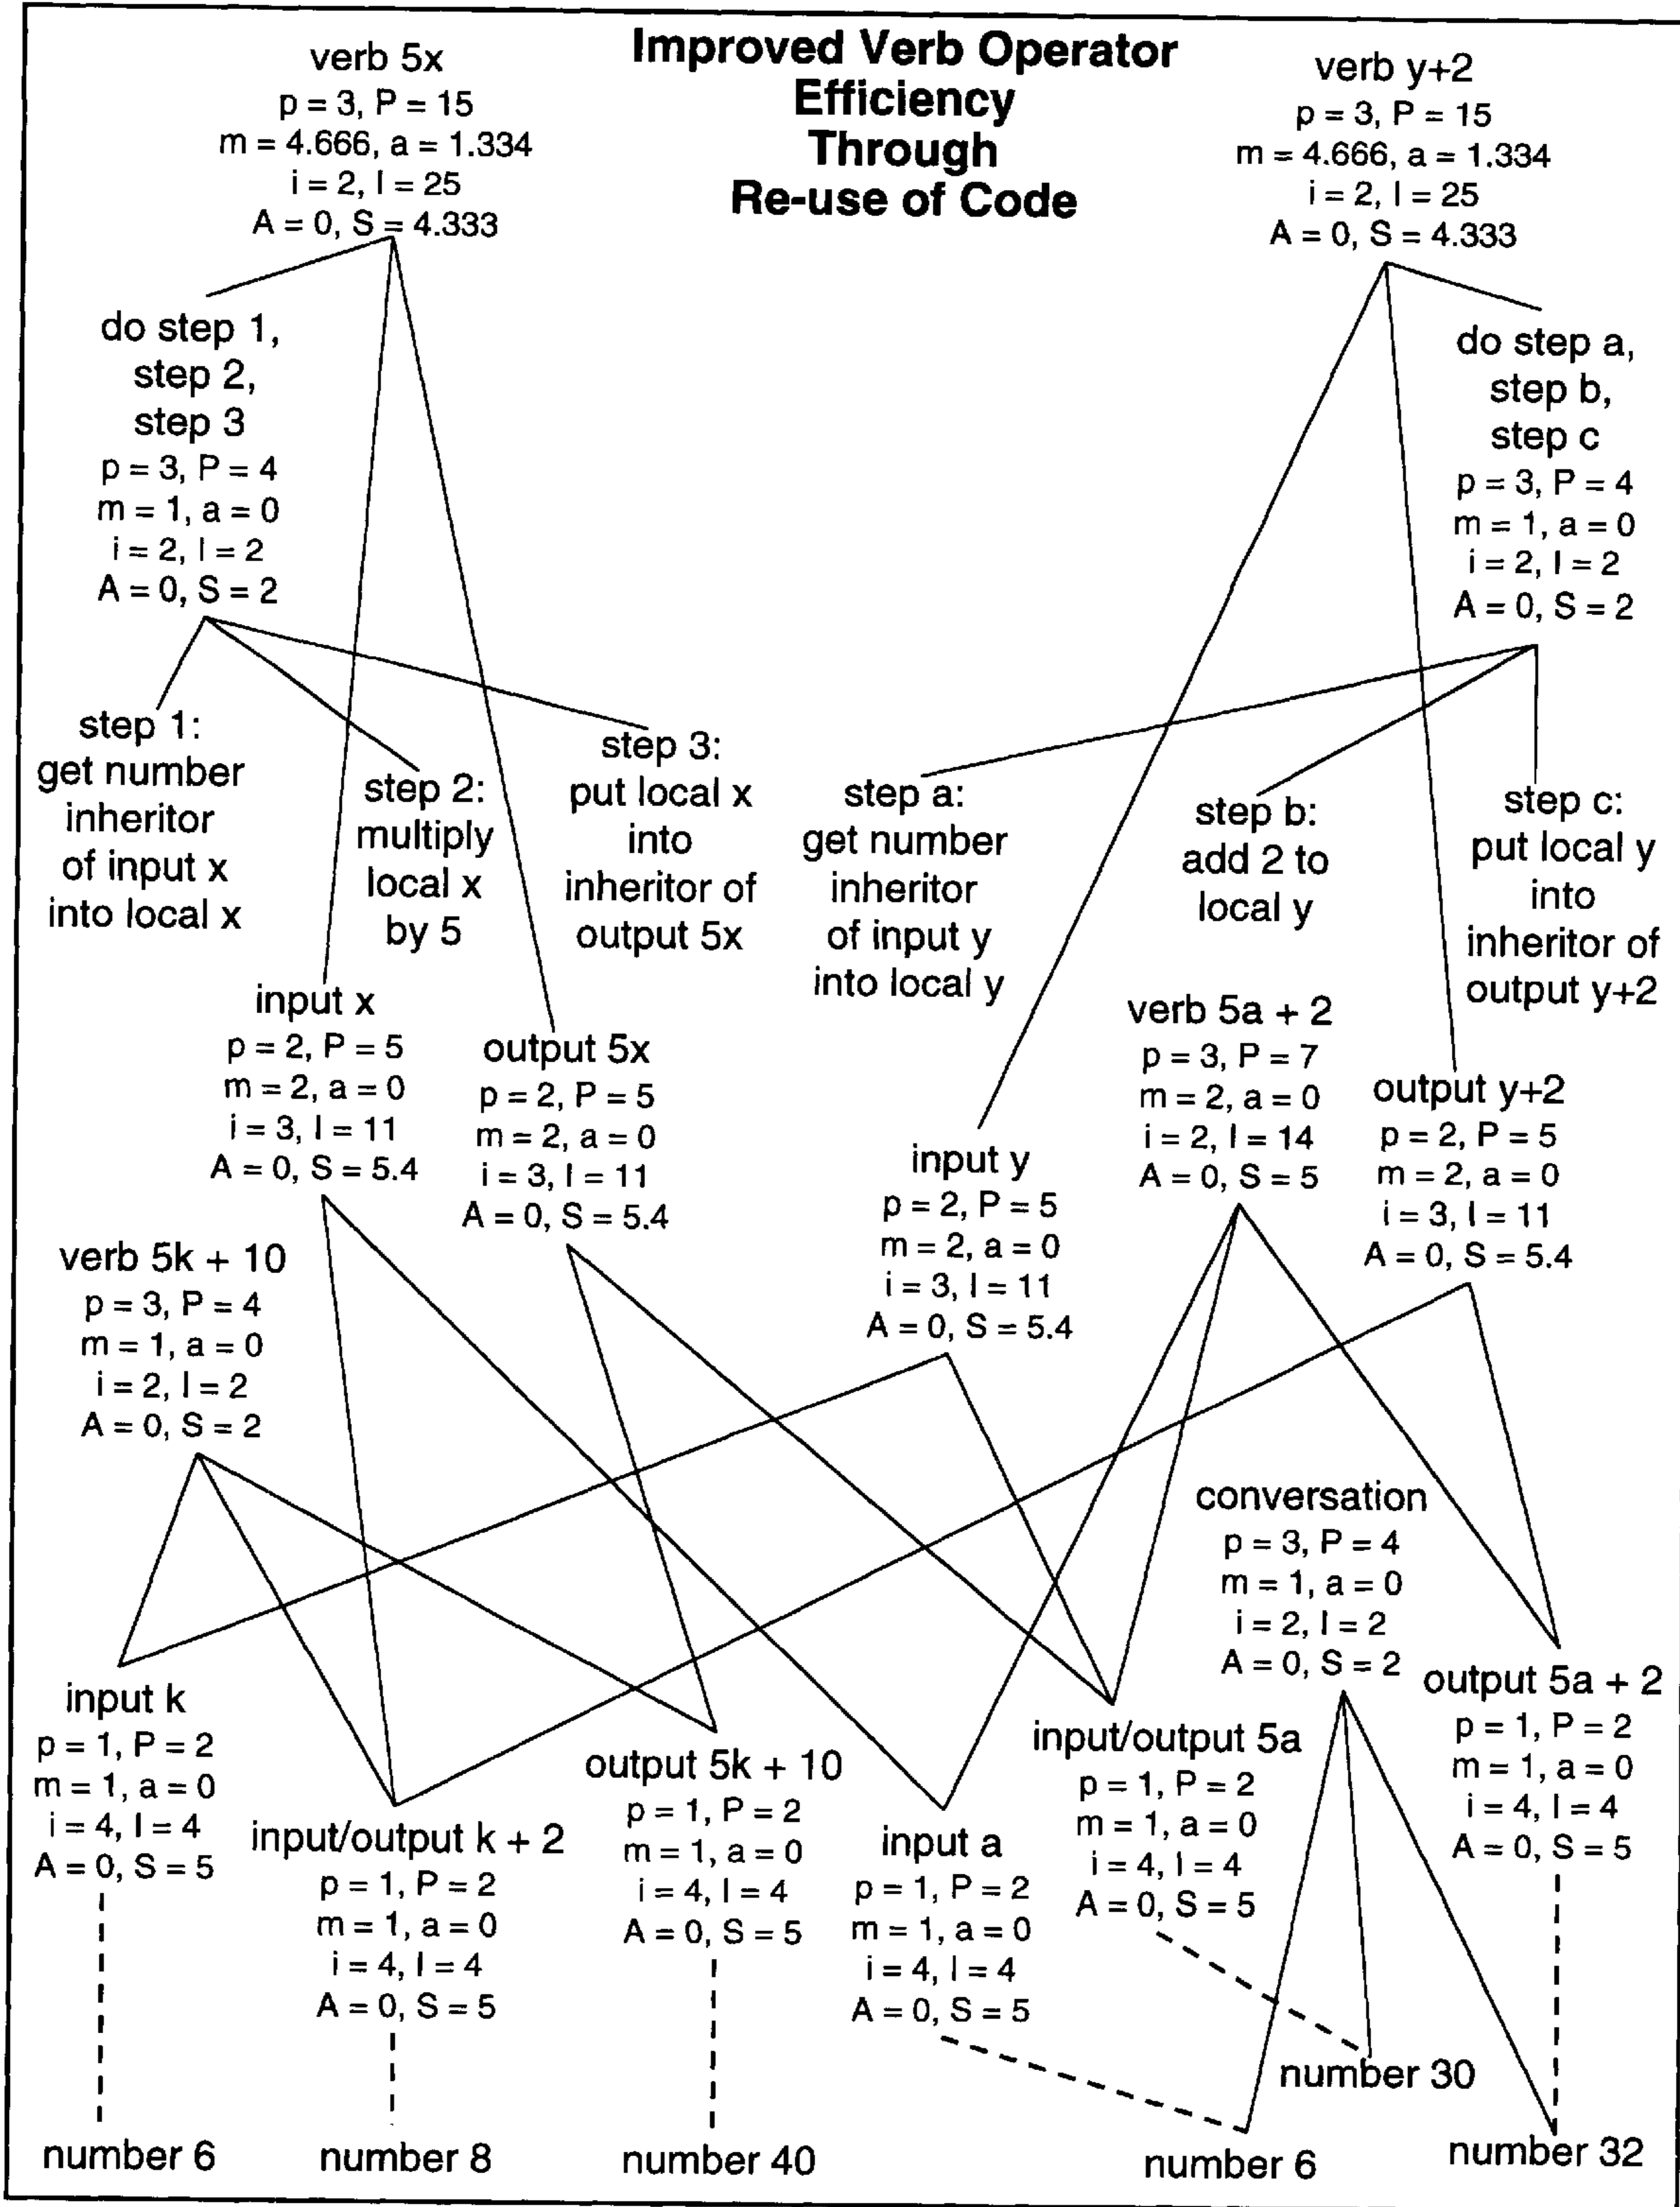 Improved Verb Operator
Efficiency
Through
Re-use of Code
verb 5x
p = 3, P = 15
m = 4.666, a = 1.334
i = 2, I = 25
A = 0, S = 4.333
verb y+2
p = 3, P = 15
m = 4.666, a = 1.334
i = 2, I = 25
A = 0, S = 4.333
do step 1,
step 2,
step 3
p = 3, P = 4
m = 1, a = 0
i = 2, I = 2
A = 0, S = 2
do step a,
step b,
step c
p = 3, P = 4
m = 1, a = 0
i = 2, I = 2
A = 0, S = 2
step 1:
get number
inheritor
of input x
into local x
step 2:
multiply
local x
by 5
step 3:
put local x
into
inheritor of
output 5x
step a:
get number
inheritor
of input y
into local y
step b:
add 2 to
local y
step c:
put local y
into
inheritor of
output y+2
input x
p = 2, P = 5
m = 2, a = 0
i = 3, I = 11
A = 0, S = 5.4
output 5x
p = 2, P = 5
m = 2, a = 0
i = 3, I = 11
A = 0, S = 5.4
input y
p = 2, P = 5
m = 2, a = 0
i = 3, I = 11
A = 0, S = 5.4
verb 5a + 2
p = 3, P = 7
m = 2, a = 0
i = 2, I = 14
A = 0, S = 5
output y+2
p = 2, P = 5
m = 2, a = 0
i = 3, I = 11
A = 0, S = 5.4
verb 5k + 10
p = 3, P = 4
m = 1, a = 0
i = 2, I = 2
A = 0, S = 2
conversation
p = 3, P = 4
m = 1, a = 0
i = 2, I = 2
A = 0, S = 2
input k
p = 1, P = 2
m = 1, a = 0
i = 4, I = 4
A = 0, S = 5
input/output k + 2
p = 1, P = 2
m = 1, a = 0
i = 4, I = 4
A = 0, S = 5
output 5k + 10
p = 1, P = 2
m = 1, a = 0
i = 4, I = 4
A = 0, S = 5
input a
p = 1, P = 2
m = 1, a = 0
i = 4, I = 4
A = 0, S = 5
input/output 5a
p = 1, P = 2
m = 1, a = 0
i = 4, I = 4
A = 0, S = 5
output 5a + 2
p = 1, P = 2
m = 1, a = 0
i = 4, I = 4
A = 0, S = 5
number 30
number 6
number 8
number 40
number 6
number 32